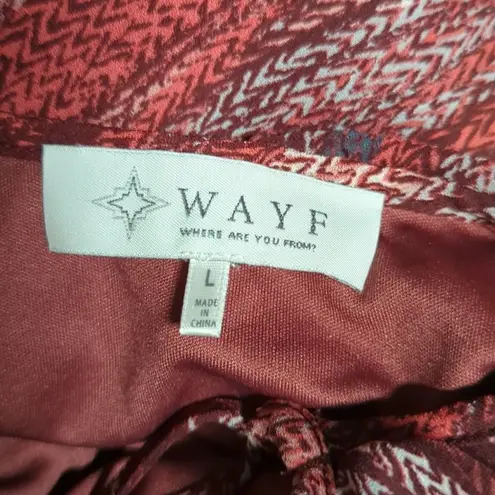 WAYF
WHERE ARE YOU FROM?
L
MADE
IN
CHINA